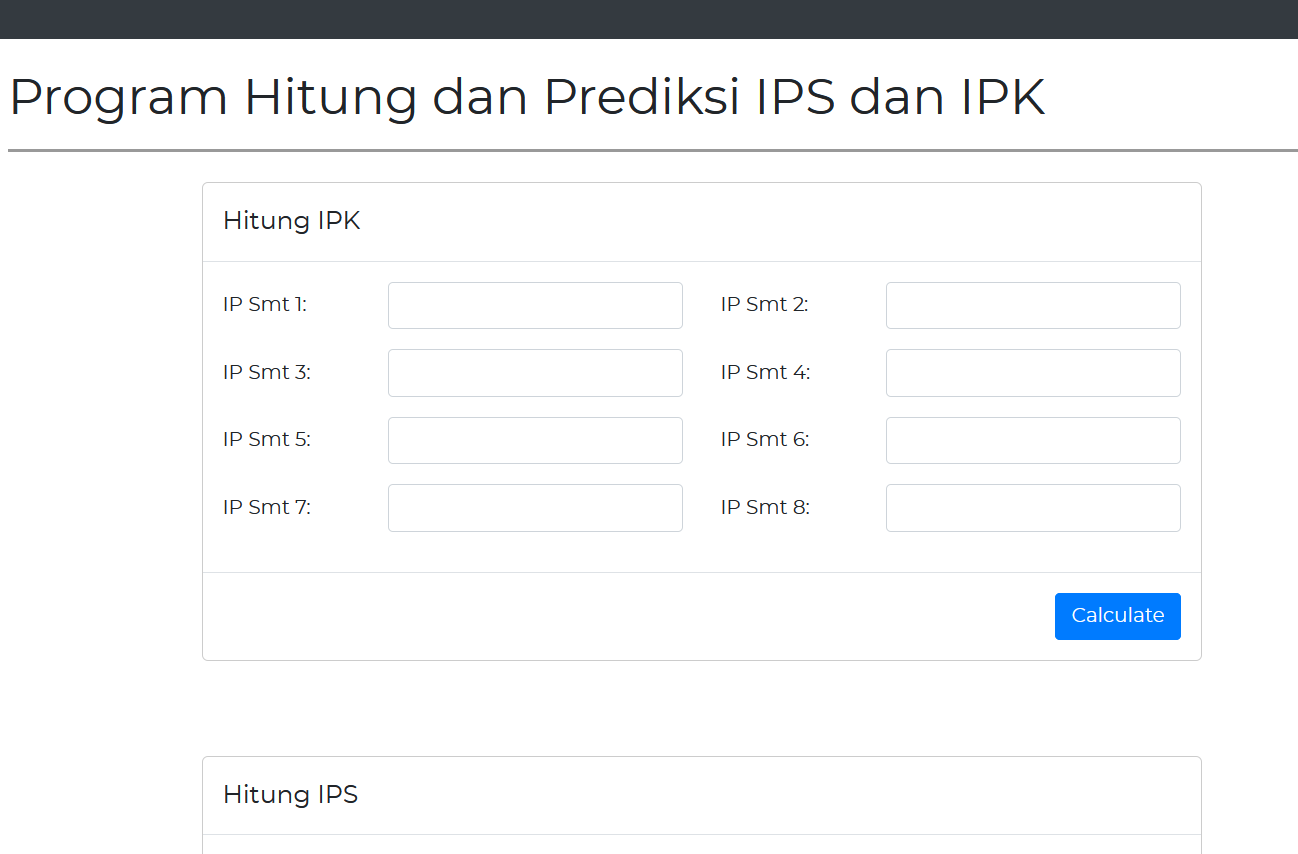 Program Hitung dan Prediksi IPS dan IPK
Hitung IPK
IP Smt 1:
IP Smt 2:
IP Smt 3:
IP Smt 4:
IP Smt 5:
IP Smt 6:
IP Smt 7:
IP Smt 8:
Calculate
Hitung IPS